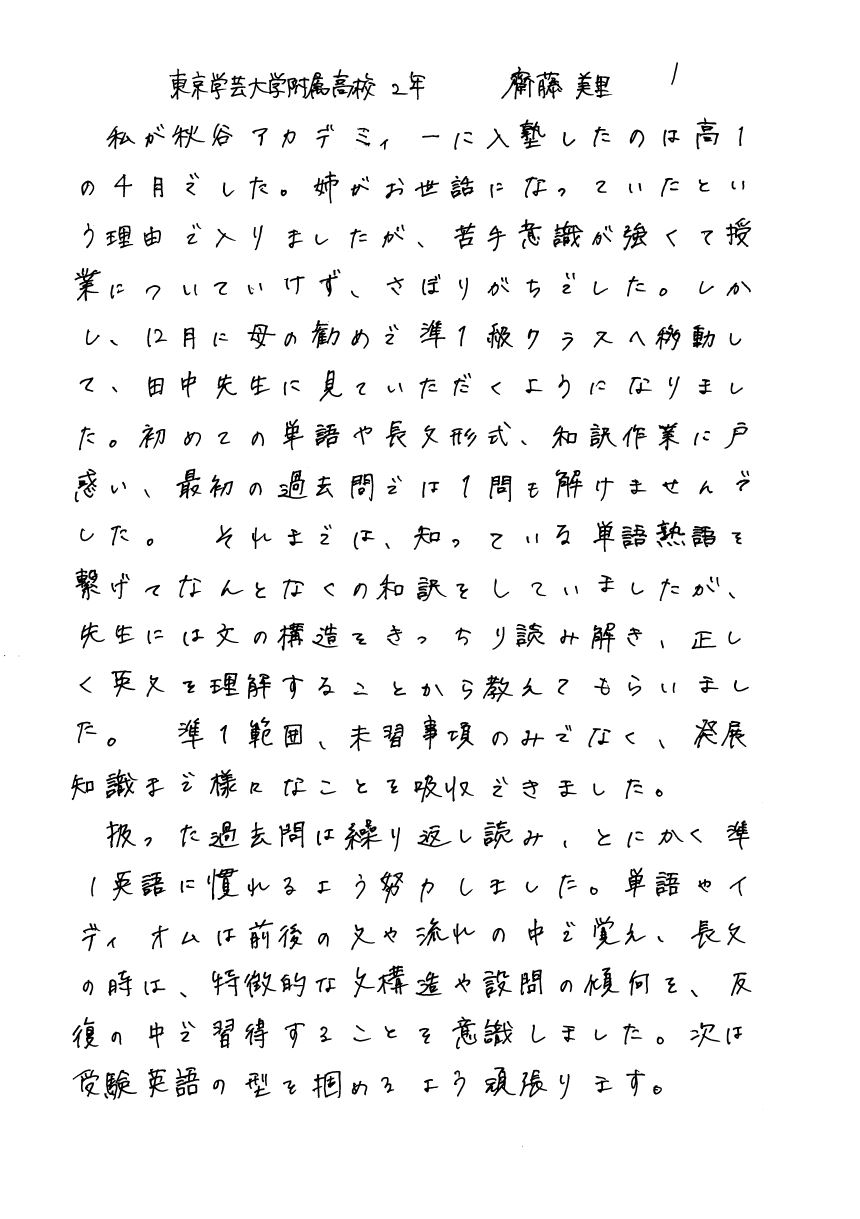 東京学芸大学附属高校 2年 齋藤 美里 1
私が秋谷アカデミィーに入塾したのは高1
の4月でした。姉がお世話になっていたとい
う理由で入りましたが、苦手意識が強くて授
業についていけず、さぼりがちでした。しか
し、12月に母の勧めで準1級クラスへ移動し
て、田中先生に見ていただくようになりまし
た。初めての単語や長文形式、和訳作業に戸
惑い、最初の過去問では1問も解けませんで
した。 それまでは、知っている単語熟語を
繋げてなんとなくの和訳をしていましたが、
先生には文の構造をきっちり読み解き、正し
く英文を理解することから教えてもらいまし
た。 準1範囲、未習事項のみでなく、発展
知識まで様々なことを吸収できました。
扱った過去問は繰り返し読み、とにかく準
1英語に慣れるよう努力しました。単語やイ
ディオムは前後の文や流れの中で覚え、長文
の時は、特徴的な文構造や設問の傾向を、反
復の中で習得することを意識しました。次は
受験英語の型を掴めるよう頑張ります。